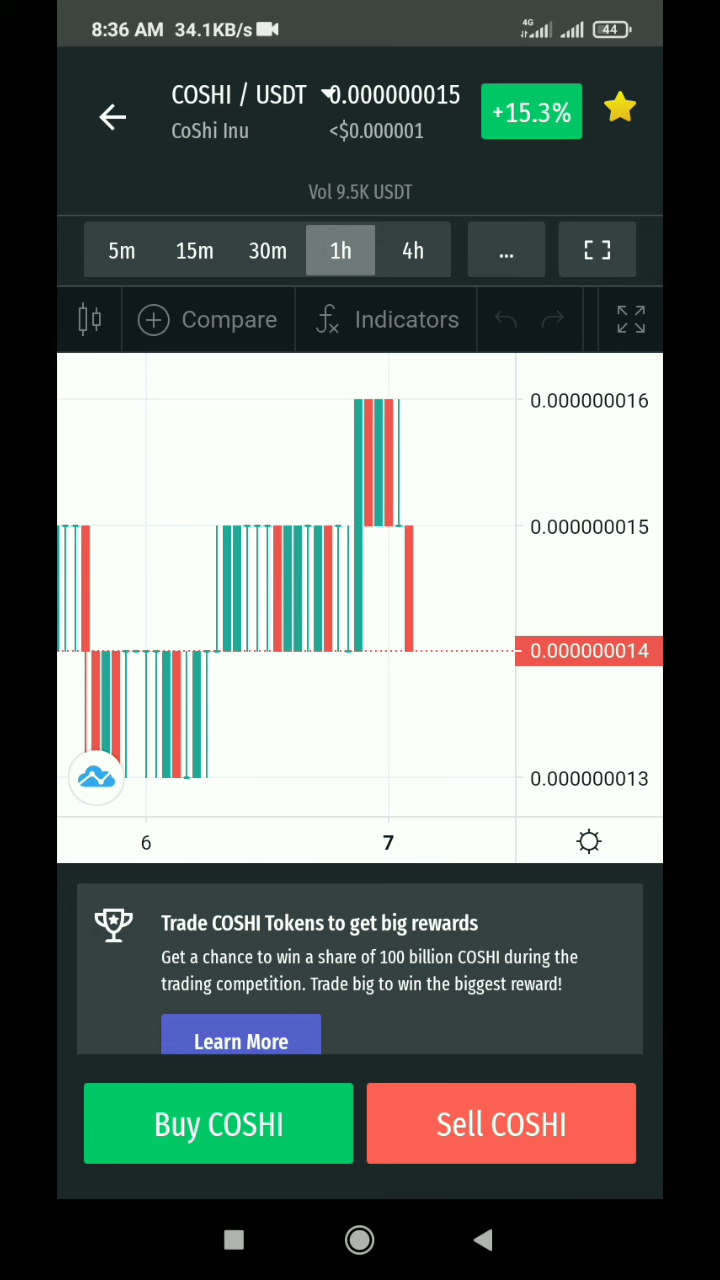 8:36 AM 34.1KB/s 4G 44
COSHI / USDT 0.000000015 +15.3%
CoShi Inu <$0.000001
Vol 9.5K USDT
5m 15m 30m 1h 4h ...
Compare Indicators
0.000000016
0.000000015
0.000000014
0.000000013
6 7
Trade COSHI Tokens to get big rewards
Get a chance to win a share of 100 billion COSHI during the
trading competition. Trade big to win the biggest reward!
Learn More
Buy COSHI Sell COSHI